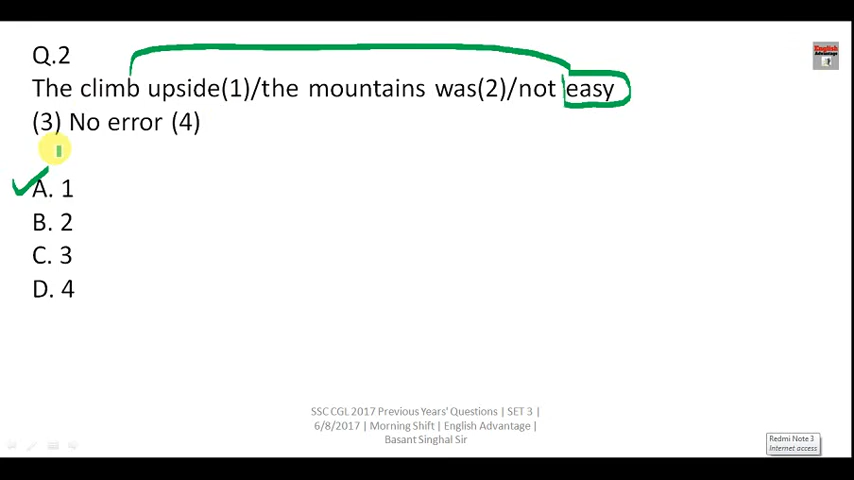 English
Advantage
Q.2
The climb upside(1)/the mountains was(2)/not easy
(3) No error (4)
A. 1
B. 2
C. 3
D. 4
SSC CGL 2017 Previous Years' Questions | SET 3 |
6/8/2017 | Morning Shift | English Advantage |
Basant Singhal Sir
Redmi Note 3
Internet access